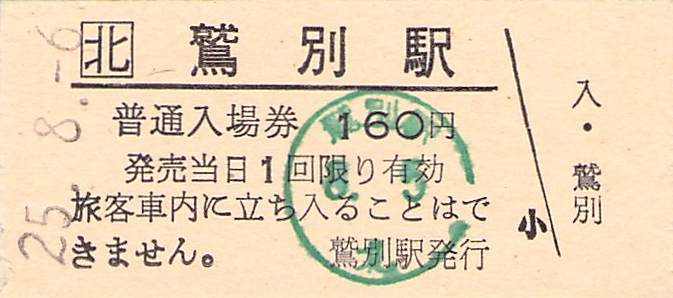 北 鷲別駅
普通入場券 160円
発売当日1回限り有効
旅客車内に立ち入ることはで
きません。 鷲別駅発行
小
入・鷲別
25.-8.-6